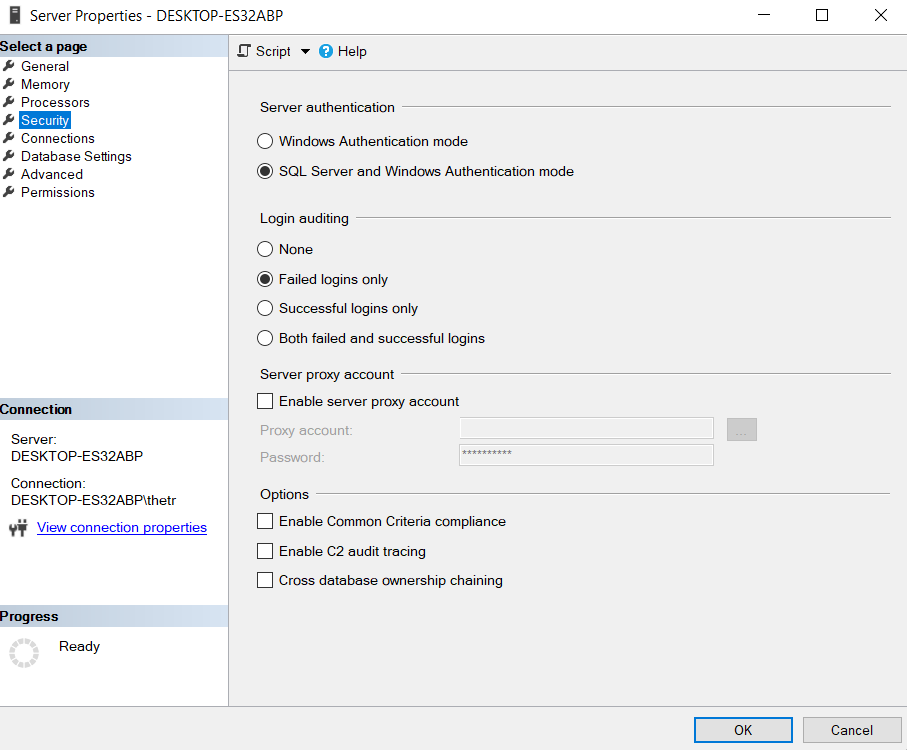 Server Properties - DESKTOP-ES32ABP
Select a page
General
Memory
Processors
Security
Connections
Database Settings
Advanced
Permissions
Connection
Server:
DESKTOP-ES32ABP
Connection:
DESKTOP-ES32ABP\thetr
View connection properties
Progress
Ready
Script
Help
Server authentication
Windows Authentication mode
SQL Server and Windows Authentication mode
Login auditing
None
Failed logins only
Successful logins only
Both failed and successful logins
Server proxy account
Enable server proxy account
Proxy account:
...
Password: **********
Options
Enable Common Criteria compliance
Enable C2 audit tracing
Cross database ownership chaining
OK
Cancel